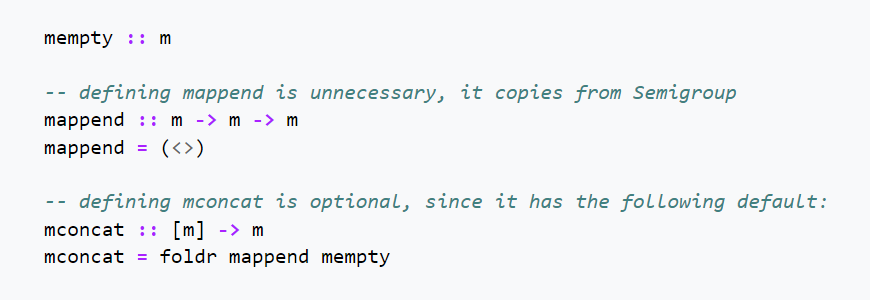 mempty :: m
-- defining mappend is unnecessary, it copies from Semigroup
mappend :: m -> m -> m
mappend = (<>)
-- defining mconcat is optional, since it has the following default:
mconcat :: [m] -> m
mconcat = foldr mappend mempty